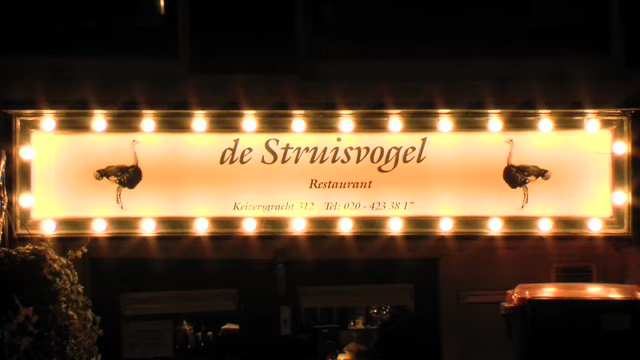 de Struisvogel
Restaurant
Keizersgracht 312 Tel: 020 - 423 38 17